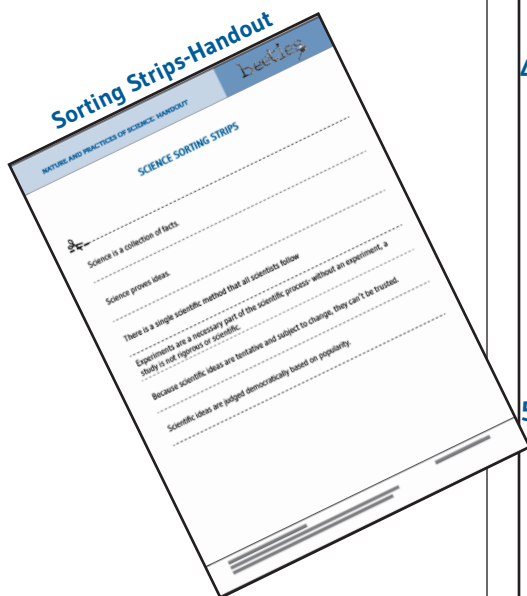 Sorting Strips-Handout
beetles
NATURE AND PRACTICES OF SCIENCE: HANDOUT
SCIENCE SORTING STRIPS
Science is a collection of facts.
Science proves ideas.
There is a single scientific method that all scientists follow
Experiments are a necessary part of the scientific process- without an experiment, a
study is not rigorous or scientific.
Because scientific ideas are tentative and subject to change, they can't be trusted.
Scientific ideas are judged democratically based on popularity.
4
5